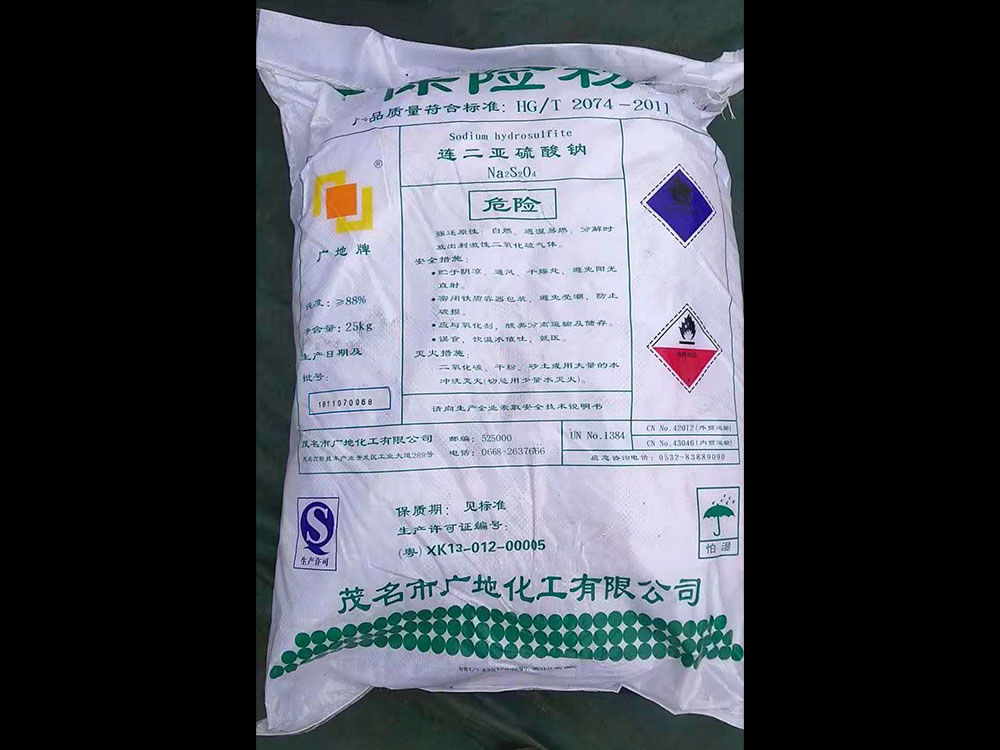 保险粉
产品质量符合标准: HG/T 2074-2011
Sodium hydrosulfite
连二亚硫酸钠
Na₂S₂O₄
危险
强还原性, 自燃, 遇湿易燃, 分解时
放出刺激性二氧化硫气体。
安全措施:
•贮于阴凉、通风、干燥处, 避免阳光
直射。
•密闭铁质容器包装, 避免受潮, 防止
破损。
•应与氧化剂, 酸类分离运输及储存。
•误食, 饮温水催吐, 就医。
灭火措施:
二氧化碳、干粉、砂土或用大量的水
冲洗灭火(切忌用少量水灭火)。
请向生产企业索取安全技术说明书
®
广地牌
纯度: ≥88%
净含量: 25kg
生产日期及
批号:
1811070068
茂名市广地化工有限公司 邮编: 525000
电话: 0668-2637666
UN No.1384
CN No.42012(外贸运输)
CN No.43046(内贸运输)
应急咨询电话: 0532-83889090
生产许可
保质期: 见标准
生产许可证编号:
(粤) XK13-012-00005
怕湿
茂名市广地化工有限公司